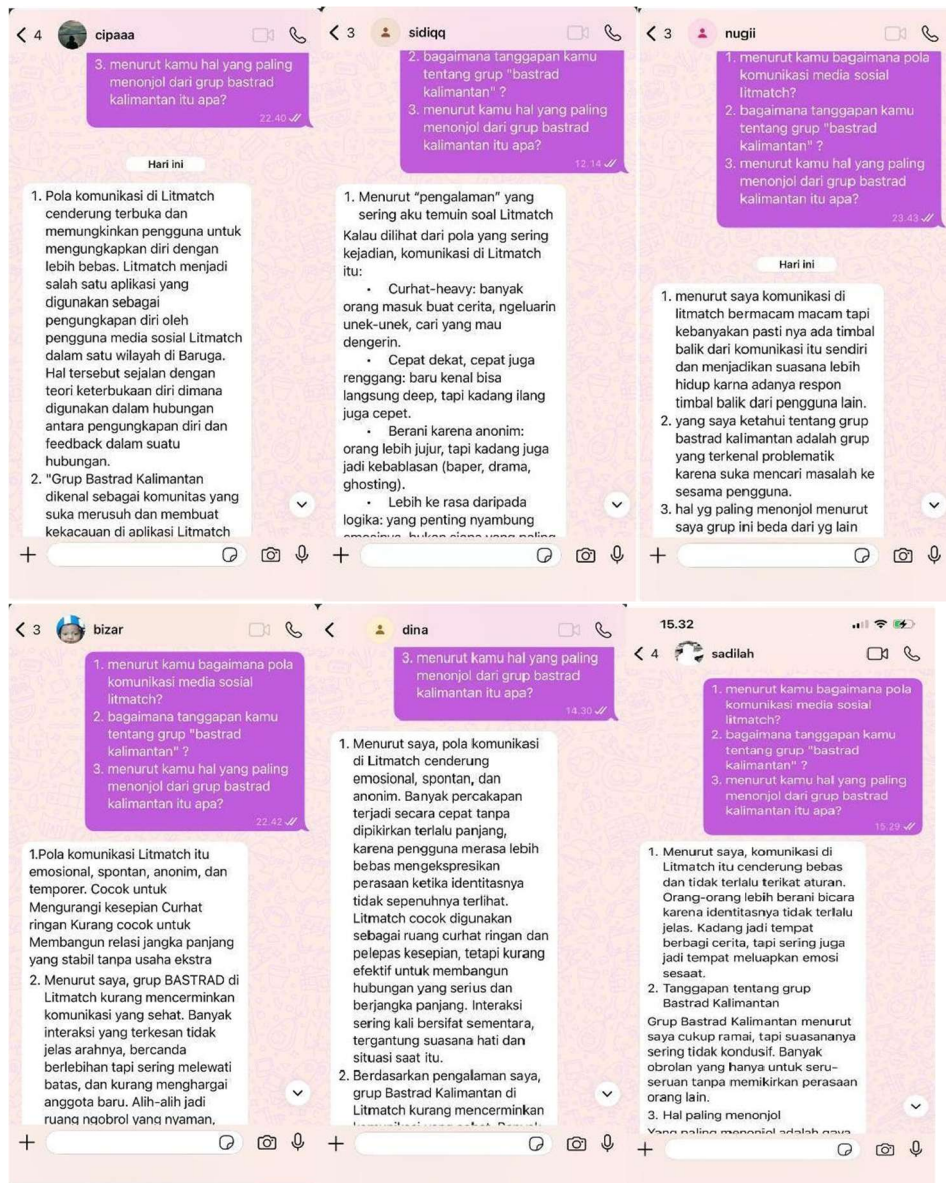 4 cipaaa
3. menurut kamu hal yang paling
menonjol dari grup bastrad
kalimantan itu apa?
22.40
Hari ini
1. Pola komunikasi di Litmatch
cenderung terbuka dan
memungkinkan pengguna untuk
mengungkapkan diri dengan
lebih bebas. Litmatch menjadi
salah satu aplikasi yang
digunakan sebagai
pengungkapan diri oleh
pengguna media sosial Litmatch
dalam satu wilayah di Baruga.
Hal tersebut sejalan dengan
teori keterbukaan diri dimana
digunakan dalam hubungan
antara pengungkapan diri dan
feedback dalam suatu
hubungan.
2. "Grup Bastrad Kalimantan
dikenal sebagai komunitas yang
suka merusuh dan membuat
kekacauan di aplikasi Litmatch
3 sidiqq
2. bagaimana tanggapan kamu
tentang grup "bastrad
kalimantan" ?
3. menurut kamu hal yang paling
menonjol dari grup bastrad
kalimantan itu apa?
12.14
1. Menurut “pengalaman” yang
sering aku temuin soal Litmatch
Kalau dilihat dari pola yang sering
kejadian, komunikasi di Litmatch
itu:
• Curhat-heavy: banyak
orang masuk buat cerita, ngeluarin
unek-unek, cari yang mau
dengerin.
• Cepat dekat, cepat juga
renggang: baru kenal bisa
langsung deep, tapi kadang ilang
juga cepet.
• Berani karena anonim:
orang lebih jujur, tapi kadang juga
jadi kebablasan (baper, drama,
ghosting).
• Lebih ke rasa daripada
logika: yang penting nyambung
emosinya, bukan siapa yang paling
3 nugii
1. menurut kamu bagaimana pola
komunikasi media sosial
litmatch?
2. bagaimana tanggapan kamu
tentang grup "bastrad
kalimantan" ?
3. menurut kamu hal yang paling
menonjol dari grup bastrad
kalimantan itu apa?
23.43
Hari ini
1. menurut saya komunikasi di
litmatch bermacam macam tapi
kebanyakan pasti nya ada timbal
balik dari komunikasi itu sendiri
dan menjadikan suasana lebih
hidup karna adanya respon
timbal balik dari pengguna lain.
2. yang saya ketahui tentang grup
bastrad kalimantan adalah grup
yang terkenal problematik
karena suka mencari masalah ke
sesama pengguna.
3. hal yg paling menonjol menurut
saya grup ini beda dari yg lain
3 bizar
1. menurut kamu bagaimana pola
komunikasi media sosial
litmatch?
2. bagaimana tanggapan kamu
tentang grup "bastrad
kalimantan" ?
3. menurut kamu hal yang paling
menonjol dari grup bastrad
kalimantan itu apa?
22.42
1.Pola komunikasi Litmatch itu
emosional, spontan, anonim, dan
temporer. Cocok untuk
Mengurangi kesepian Curhat
ringan Kurang cocok untuk
Membangun relasi jangka panjang
yang stabil tanpa usaha ekstra
2. Menurut saya, grup BASTRAD di
Litmatch kurang mencerminkan
komunikasi yang sehat. Banyak
interaksi yang terkesan tidak
jelas arahnya, bercanda
berlebihan tapi sering melewati
batas, dan kurang menghargai
anggota baru. Alih-alih jadi
ruang ngobrol yang nyaman,
dina
3. menurut kamu hal yang paling
menonjol dari grup bastrad
kalimantan itu apa?
14.30
1. Menurut saya, pola komunikasi
di Litmatch cenderung
emosional, spontan, dan
anonim. Banyak percakapan
terjadi secara cepat tanpa
dipikirkan terlalu panjang,
karena pengguna merasa lebih
bebas mengekspresikan
perasaan ketika identitasnya
tidak sepenuhnya terlihat.
Litmatch cocok digunakan
sebagai ruang curhat ringan dan
pelepas kesepian, tetapi kurang
efektif untuk membangun
hubungan yang serius dan
berjangka panjang. Interaksi
sering kali bersifat sementara,
tergantung suasana hati dan
situasi saat itu.
2. Berdasarkan pengalaman saya,
grup Bastrad Kalimantan di
Litmatch kurang mencerminkan
15.32
4 sadilah
1. menurut kamu bagaimana pola
komunikasi media sosial
litmatch?
2. bagaimana tanggapan kamu
tentang grup "bastrad
kalimantan" ?
3. menurut kamu hal yang paling
menonjol dari grup bastrad
kalimantan itu apa?
15.29
1. Menurut saya, komunikasi di
Litmatch itu cenderung bebas
dan tidak terlalu terikat aturan.
Orang-orang lebih berani bicara
karena identitasnya tidak terlalu
jelas. Kadang jadi tempat
berbagi cerita, tapi sering juga
jadi tempat meluapkan emosi
sesaat.
2. Tanggapan tentang grup
Bastrad Kalimantan
Grup Bastrad Kalimantan menurut
saya cukup ramai, tapi suasananya
sering tidak kondusif. Banyak
obrolan yang hanya untuk seru-
seruan tanpa memikirkan perasaan
orang lain.
3. Hal paling menonjol
Yang paling menonjol adalah gaya